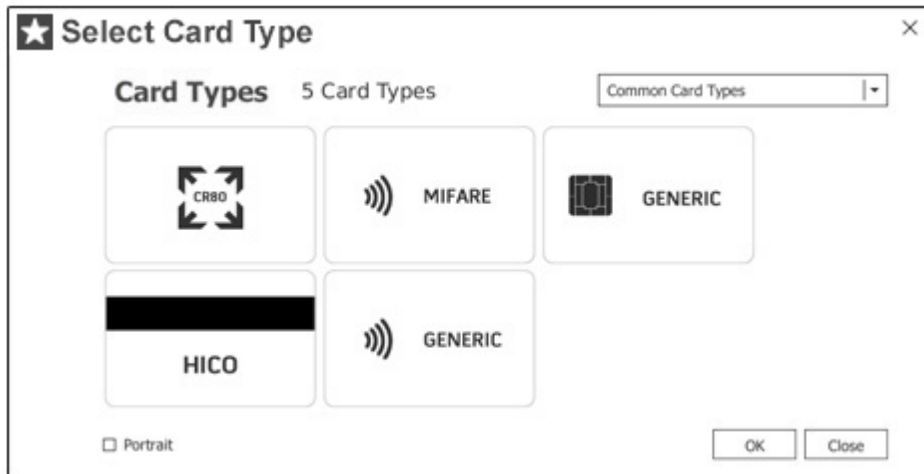 Select Card Type
Card Types 5 Card Types Common Card Types
CR80 MIFARE GENERIC
HICO GENERIC
Portrait OK Close